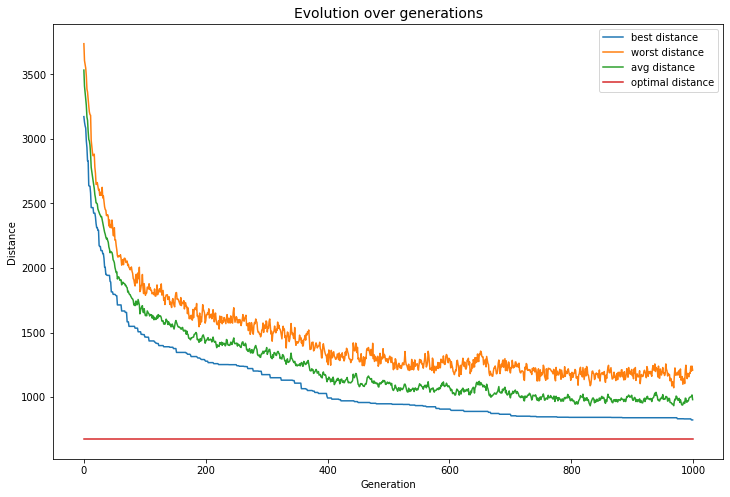 Evolution over generations
best distance
worst distance
avg distance
optimal distance
Distance
3500
3000
2500
2000
1500
1000
0
200
400
600
800
1000
Generation